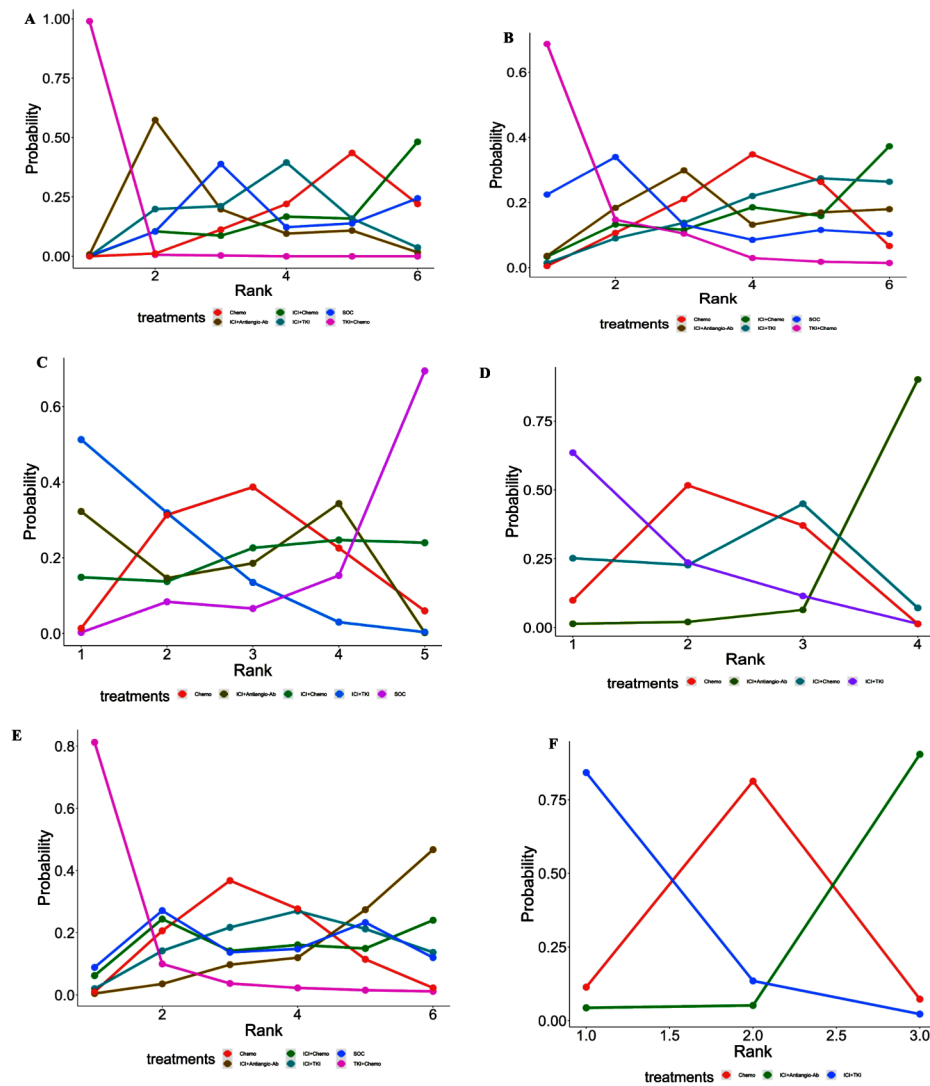 A
1.00
0.75
0.50
0.25
0.00
Probability
2
4
6
Rank
treatments
Chemo
ICI+Chemo
SOC
ICI+Antiangio-Ab
ICI+TKI
TKI+Chemo
B
0.6
0.4
0.2
0.0
Probability
2
4
6
Rank
treatments
Chemo
ICI+Chemo
SOC
ICI+Antiangio-Ab
ICI+TKI
TKI+Chemo
C
0.6
0.4
0.2
0.0
Probability
1
2
3
4
5
Rank
treatments
Chemo
ICI+Antiangio-Ab
ICI+Chemo
ICI+TKI
SOC
D
0.75
0.50
0.25
0.00
Probability
1
2
3
4
Rank
treatments
Chemo
ICI+Antiangio-Ab
ICI+Chemo
ICI+TKI
E
0.8
0.6
0.4
0.2
0.0
Probability
2
4
6
Rank
treatments
Chemo
ICI+Chemo
SOC
ICI+Antiangio-Ab
ICI+TKI
TKI+Chemo
F
0.75
0.50
0.25
0.00
Probability
1.0
1.5
2.0
2.5
3.0
Rank
treatments
Chemo
ICI+Antiangio-Ab
ICI+TKI